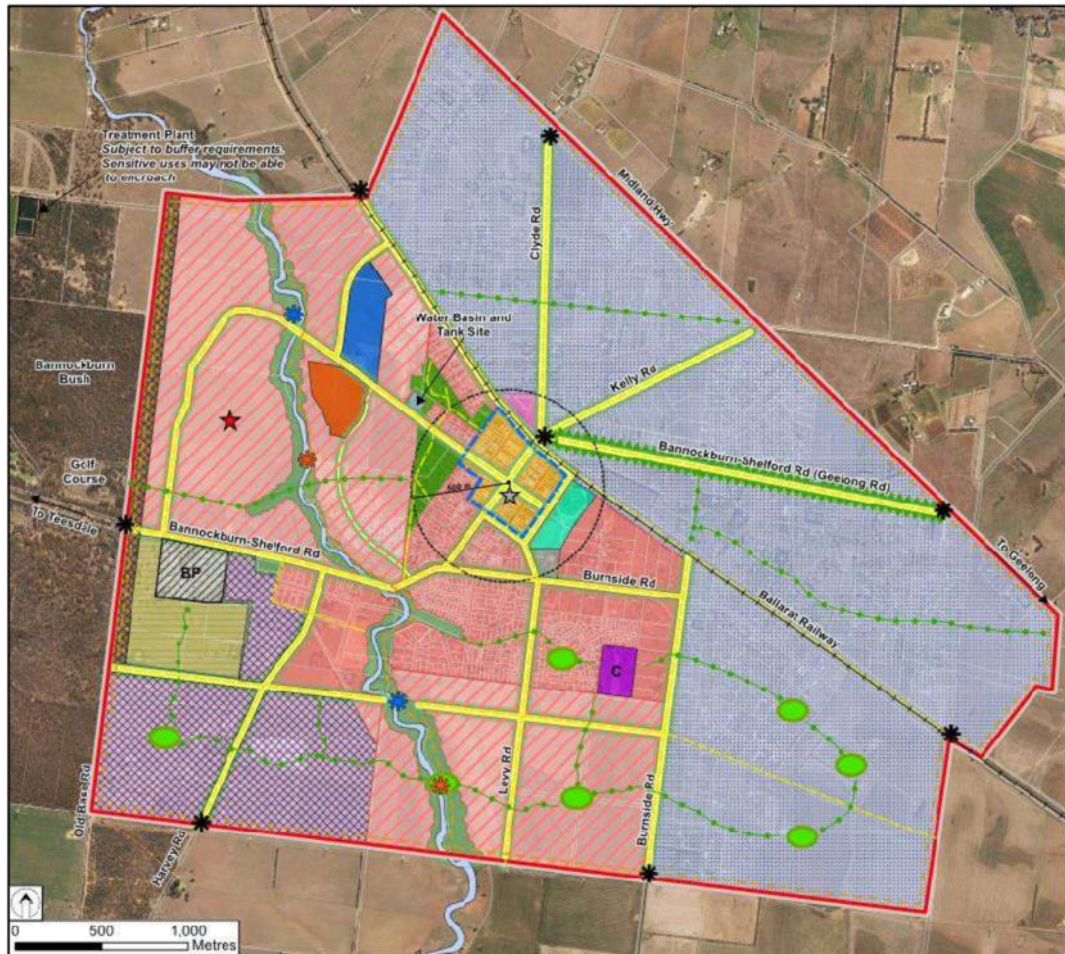 Treatment Plant
Subject to buffer requirements.
Sensitive uses may not be able
to encroach
Midland Hwy
Clyde Rd
Water Basin and
Tank Site
Bannockburn
Bush
Kelly Rd
Bannockburn-Shelford Rd (Geelong Rd)
Golf
Course
To Teesdale
500 m
Bannockburn-Shelford Rd
To Geelong
BP
Burnside Rd
Ballarat Railway
C
Old Base Rd
Levy Rd
Burnside Rd
Harvey Rd
0 500 1,000
Metres